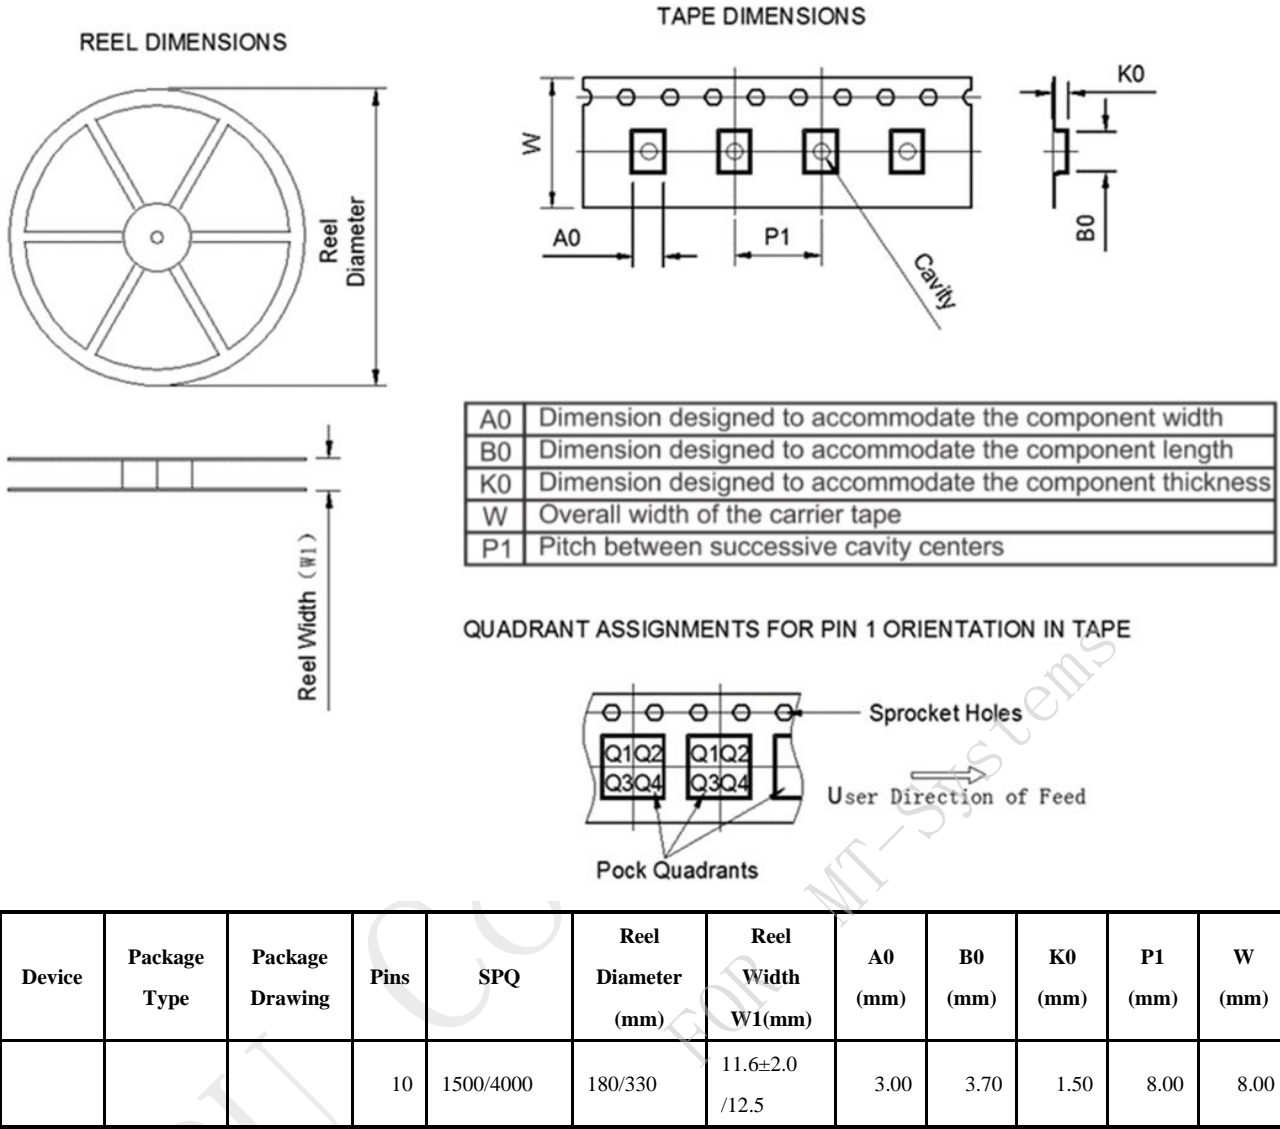 REEL DIMENSIONS
TAPE DIMENSIONS
Reel
Diameter
W
A0
P1
Cavity
K0
B0
Reel Width (W1)
A0 Dimension designed to accommodate the component width
B0 Dimension designed to accommodate the component length
K0 Dimension designed to accommodate the component thickness
W Overall width of the carrier tape
P1 Pitch between successive cavity centers
QUADRANT ASSIGNMENTS FOR PIN 1 ORIENTATION IN TAPE
Sprocket Holes
Q1 Q2 Q1 Q2
Q3 Q4 Q3 Q4
User Direction of Feed
Pock Quadrants
FOR MT-Systems
Device Package Type Package Drawing Pins SPQ Reel Diameter (mm) Reel Width W1(mm) A0 (mm) B0 (mm) K0 (mm) P1 (mm) W (mm)
10 1500/4000 180/330 11.6±2.0 /12.5 3.00 3.70 1.50 8.00 8.00